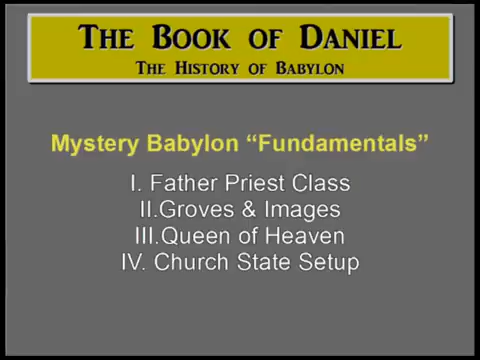 The Book of Daniel
The History of Babylon
Mystery Babylon “Fundamentals”
I. Father Priest Class
II.Groves & Images
III.Queen of Heaven
IV. Church State Setup